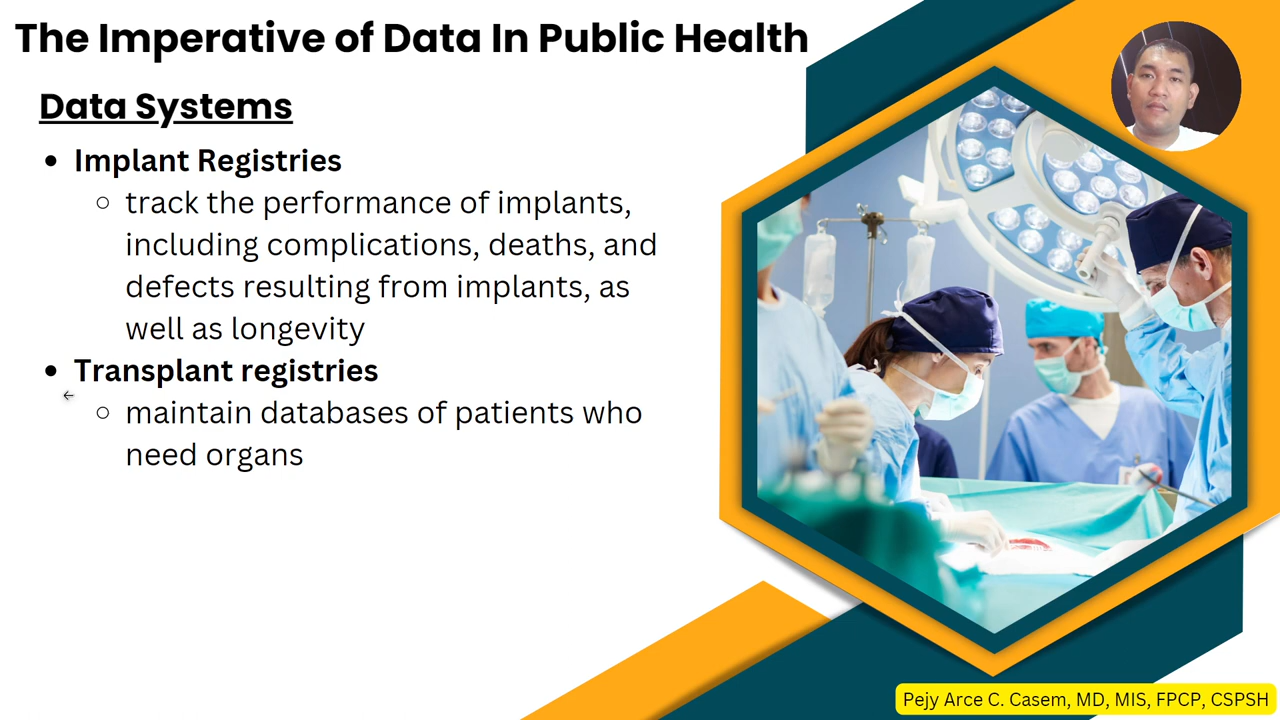 The Imperative of Data In Public Health
Data Systems
Implant Registries
track the performance of implants,
including complications, deaths, and
defects resulting from implants, as
well as longevity
Transplant registries
maintain databases of patients who
need organs
Pejy Arce C. Casem, MD, MIS, FPCP, CSPSH